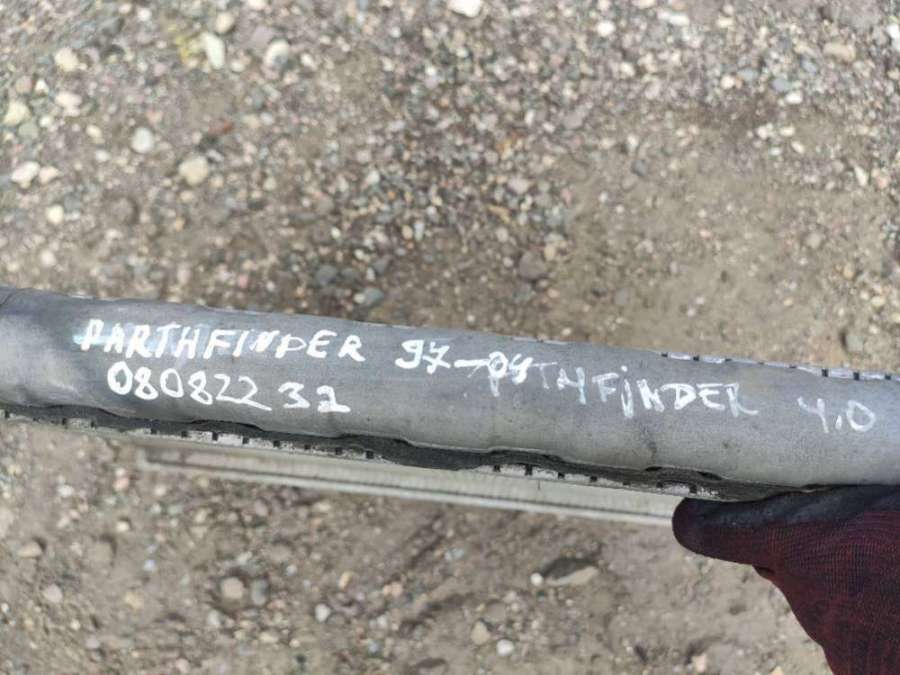 PARTHFINDER 97-04
08082232
PATHFINDER 4.0